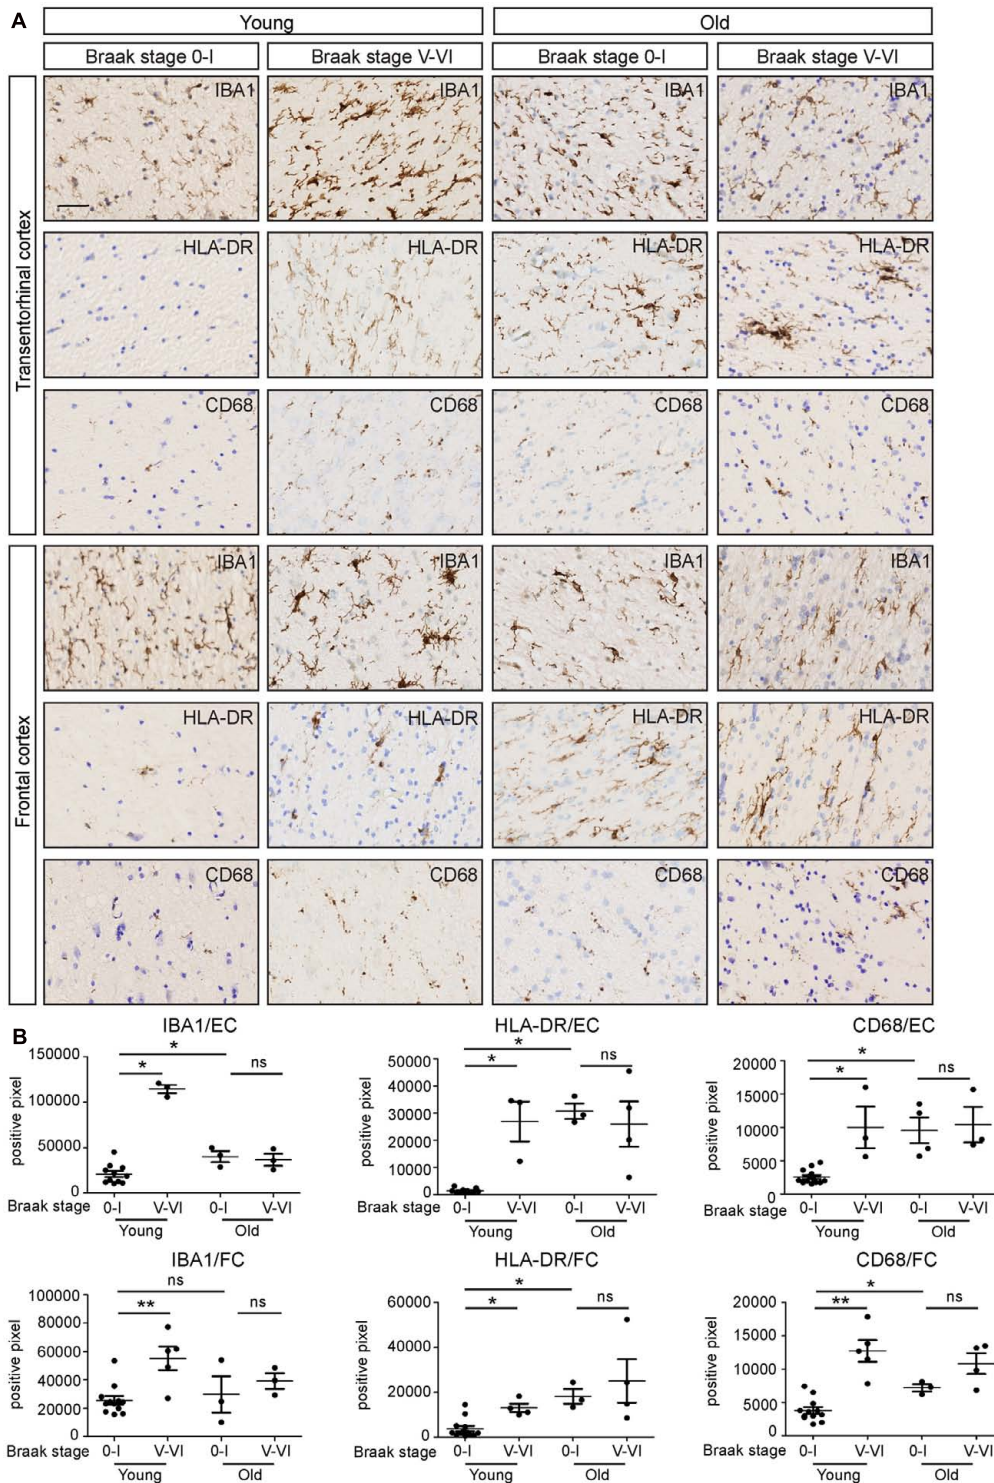 A
Young Old
Braak stage 0-I Braak stage V-VI Braak stage 0-I Braak stage V-VI
Transentorhinal cortex
IBA1 IBA1 IBA1 IBA1
HLA-DR HLA-DR HLA-DR HLA-DR
CD68 CD68 CD68 CD68
Frontal cortex
IBA1 IBA1 IBA1 IBA1
HLA-DR HLA-DR HLA-DR HLA-DR
CD68 CD68 CD68 CD68
B
IBA1/EC
positive pixel
150000
100000
50000
0
* * ns
Braak stage 0-I V-VI 0-I V-VI
Young Old
HLA-DR/EC
positive pixel
50000
40000
30000
20000
10000
0
* * ns
Braak stage 0-I V-VI 0-I V-VI
Young Old
CD68/EC
positive pixel
20000
15000
10000
5000
0
* * ns
Braak stage 0-I V-VI 0-I V-VI
Young Old
IBA1/FC
positive pixel
100000
80000
60000
40000
20000
0
ns
** ns
Braak stage 0-I V-VI 0-I V-VI
Young Old
HLA-DR/FC
positive pixel
60000
40000
20000
0
* * ns
Braak stage 0-I V-VI 0-I V-VI
Young Old
CD68/FC
positive pixel
20000
15000
10000
5000
0
*
** ns
Braak stage 0-I V-VI 0-I V-VI
Young Old